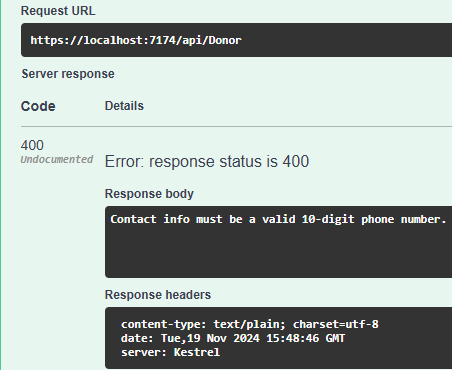 Request URL
https://localhost:7174/api/Donor
Server response
Code Details
400
Undocumented
Error: response status is 400
Response body
Contact info must be a valid 10-digit phone number.
Response headers
content-type: text/plain; charset=utf-8
date: Tue,19 Nov 2024 15:48:46 GMT
server: Kestrel